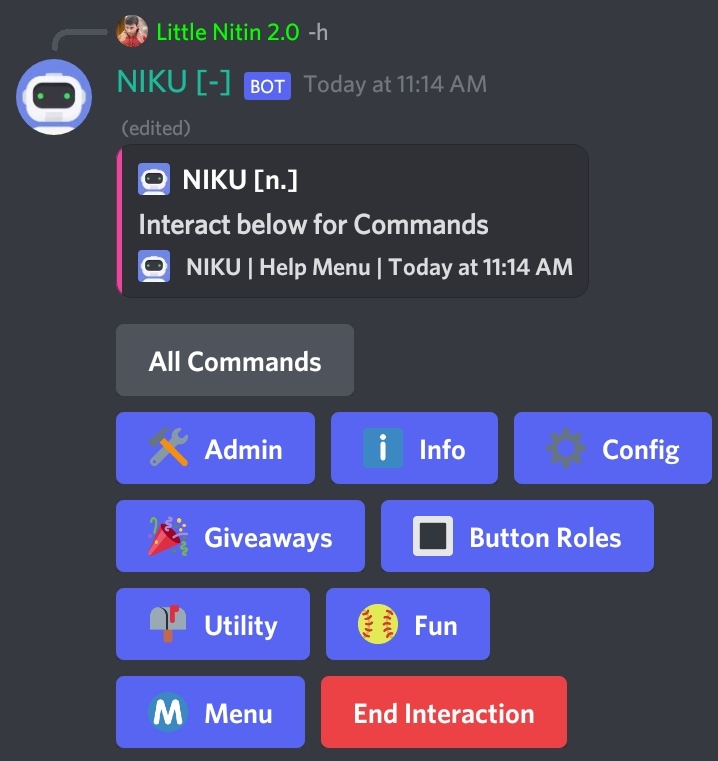 Little Nitin 2.0 -h
NIKU [-] BOT Today at 11:14 AM
(edited)
NIKU [n.]
Interact below for Commands
NIKU | Help Menu | Today at 11:14 AM
All Commands
Admin i Info Config
Giveaways Button Roles
Utility Fun
M Menu End Interaction